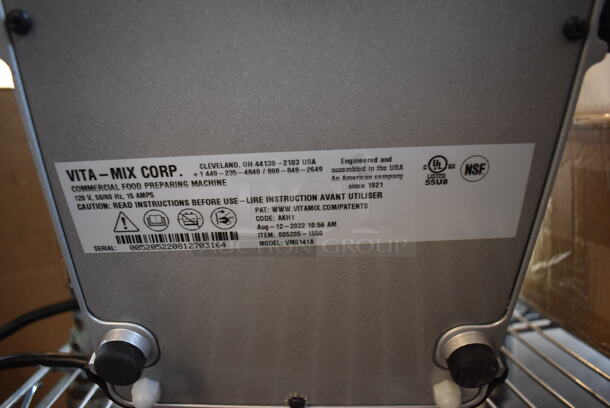 VITA-MIX CORP.
CLEVELAND, OH 44138-2103 USA
+1 440-235-4840 / 800-848-2649
COMMERCIAL FOOD PREPARING MACHINE
120 V, 50/60 Hz, 15 AMPS
CAUTION: READ INSTRUCTIONS BEFORE USE-LIRE INSTRUCTION AVANT UTILISER
Engineered and
assembled in the USA
An American company
since 1921
C UL US
LISTED
55U8
NSF
PAT: WWW.VITAMIX.COM/PATENTS
CODE: AKH1
Aug-12-2022 10:56 AM
ITEM: 005205-1550
MODEL: VM0141A
SERIAL:
005205220812703164
AUCTION GROUP